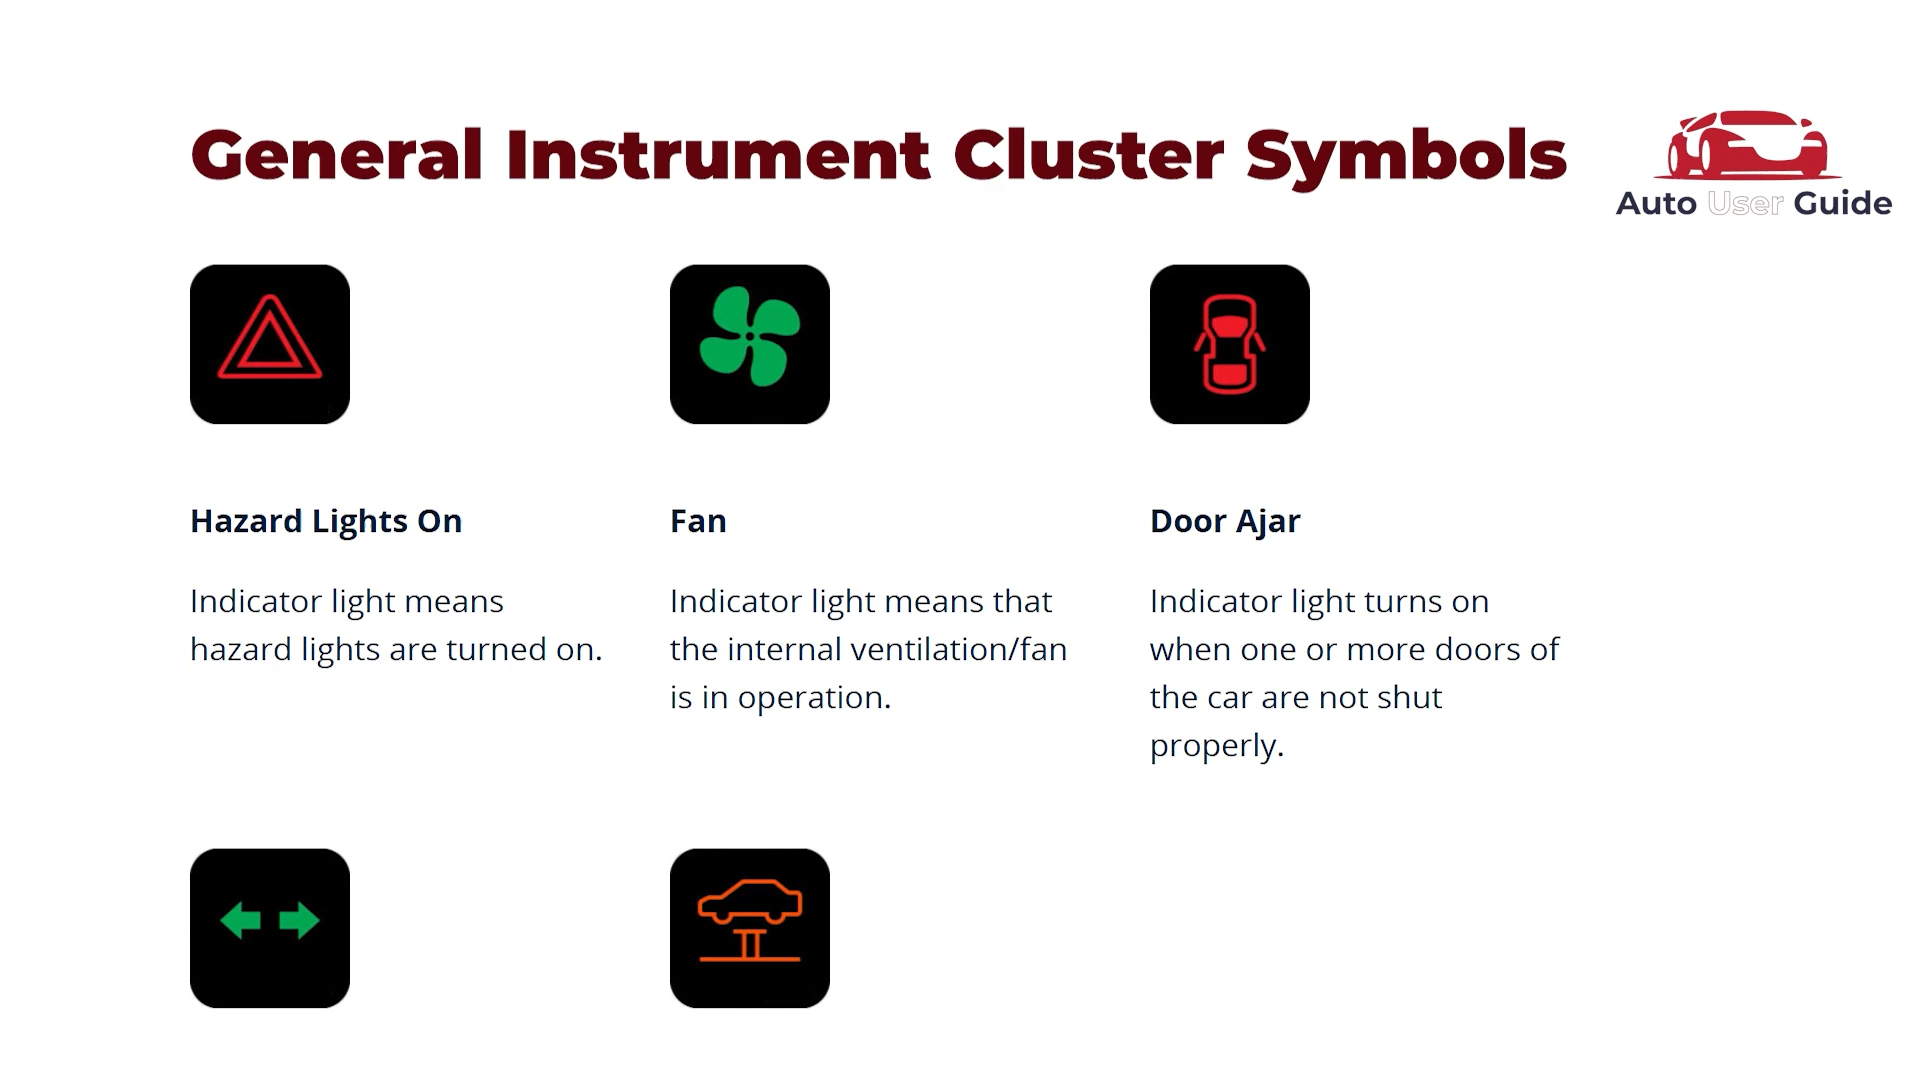 General Instrument Cluster Symbols
Auto User Guide
Hazard Lights On
Indicator light means
hazard lights are turned on.
Fan
Indicator light means that
the internal ventilation/fan
is in operation.
Door Ajar
Indicator light turns on
when one or more doors of
the car are not shut
properly.